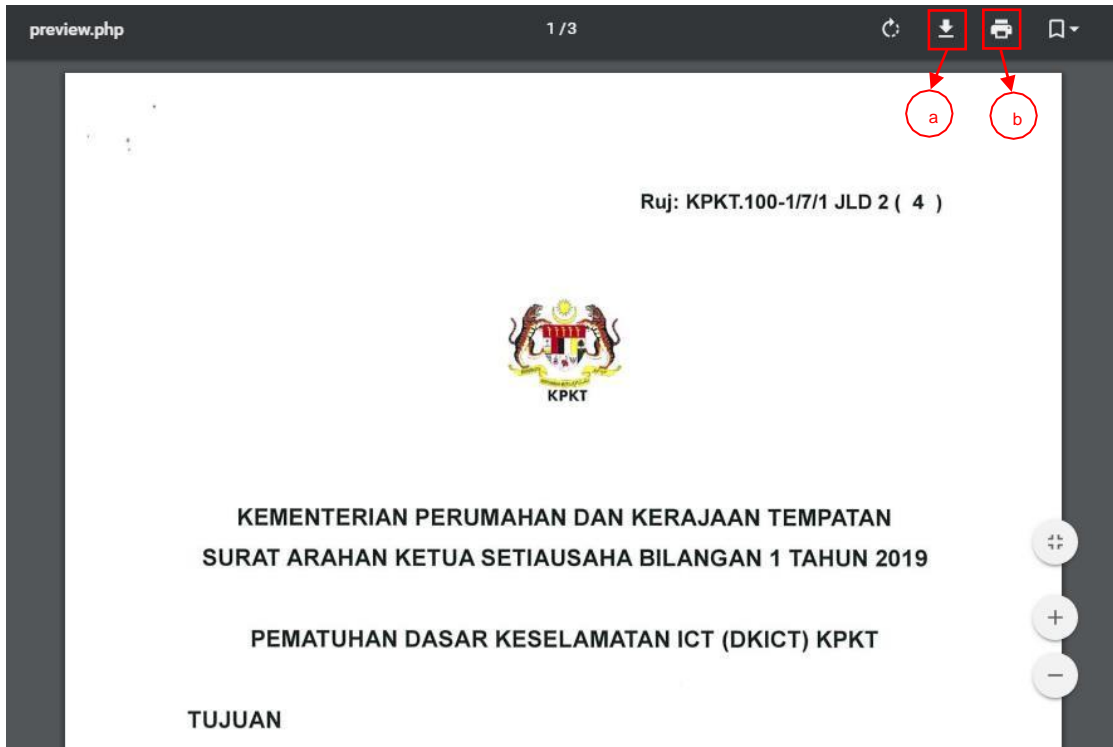 preview.php
1 / 3
a
b
Ruj: KPKT.100-1/7/1 JLD 2 ( 4 )
KPKT
KEMENTERIAN PERUMAHAN DAN KERAJAAN TEMPATAN
SURAT ARAHAN KETUA SETIAUSAHA BILANGAN 1 TAHUN 2019
PEMATUHAN DASAR KESELAMATAN ICT (DKICT) KPKT
TUJUAN